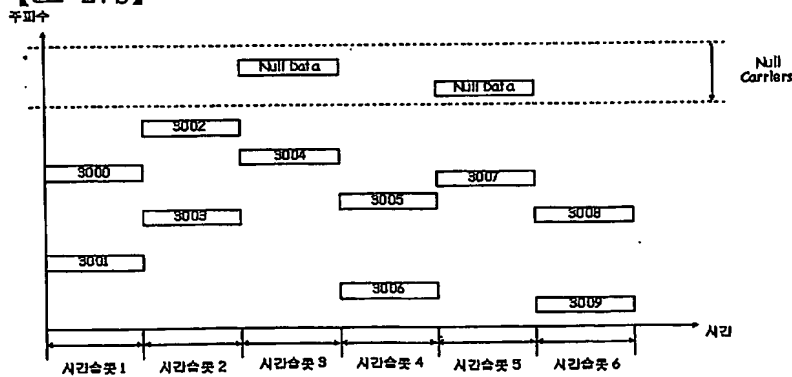 주파수
Null Data
Null Data
Null
Carriers
3002
3004
3000
3007
3005
3003
3008
3001
3006
3009
시간
시간슬롯 1
시간슬롯 2
시간슬롯 3
시간슬롯 4
시간슬롯 5
시간슬롯 6